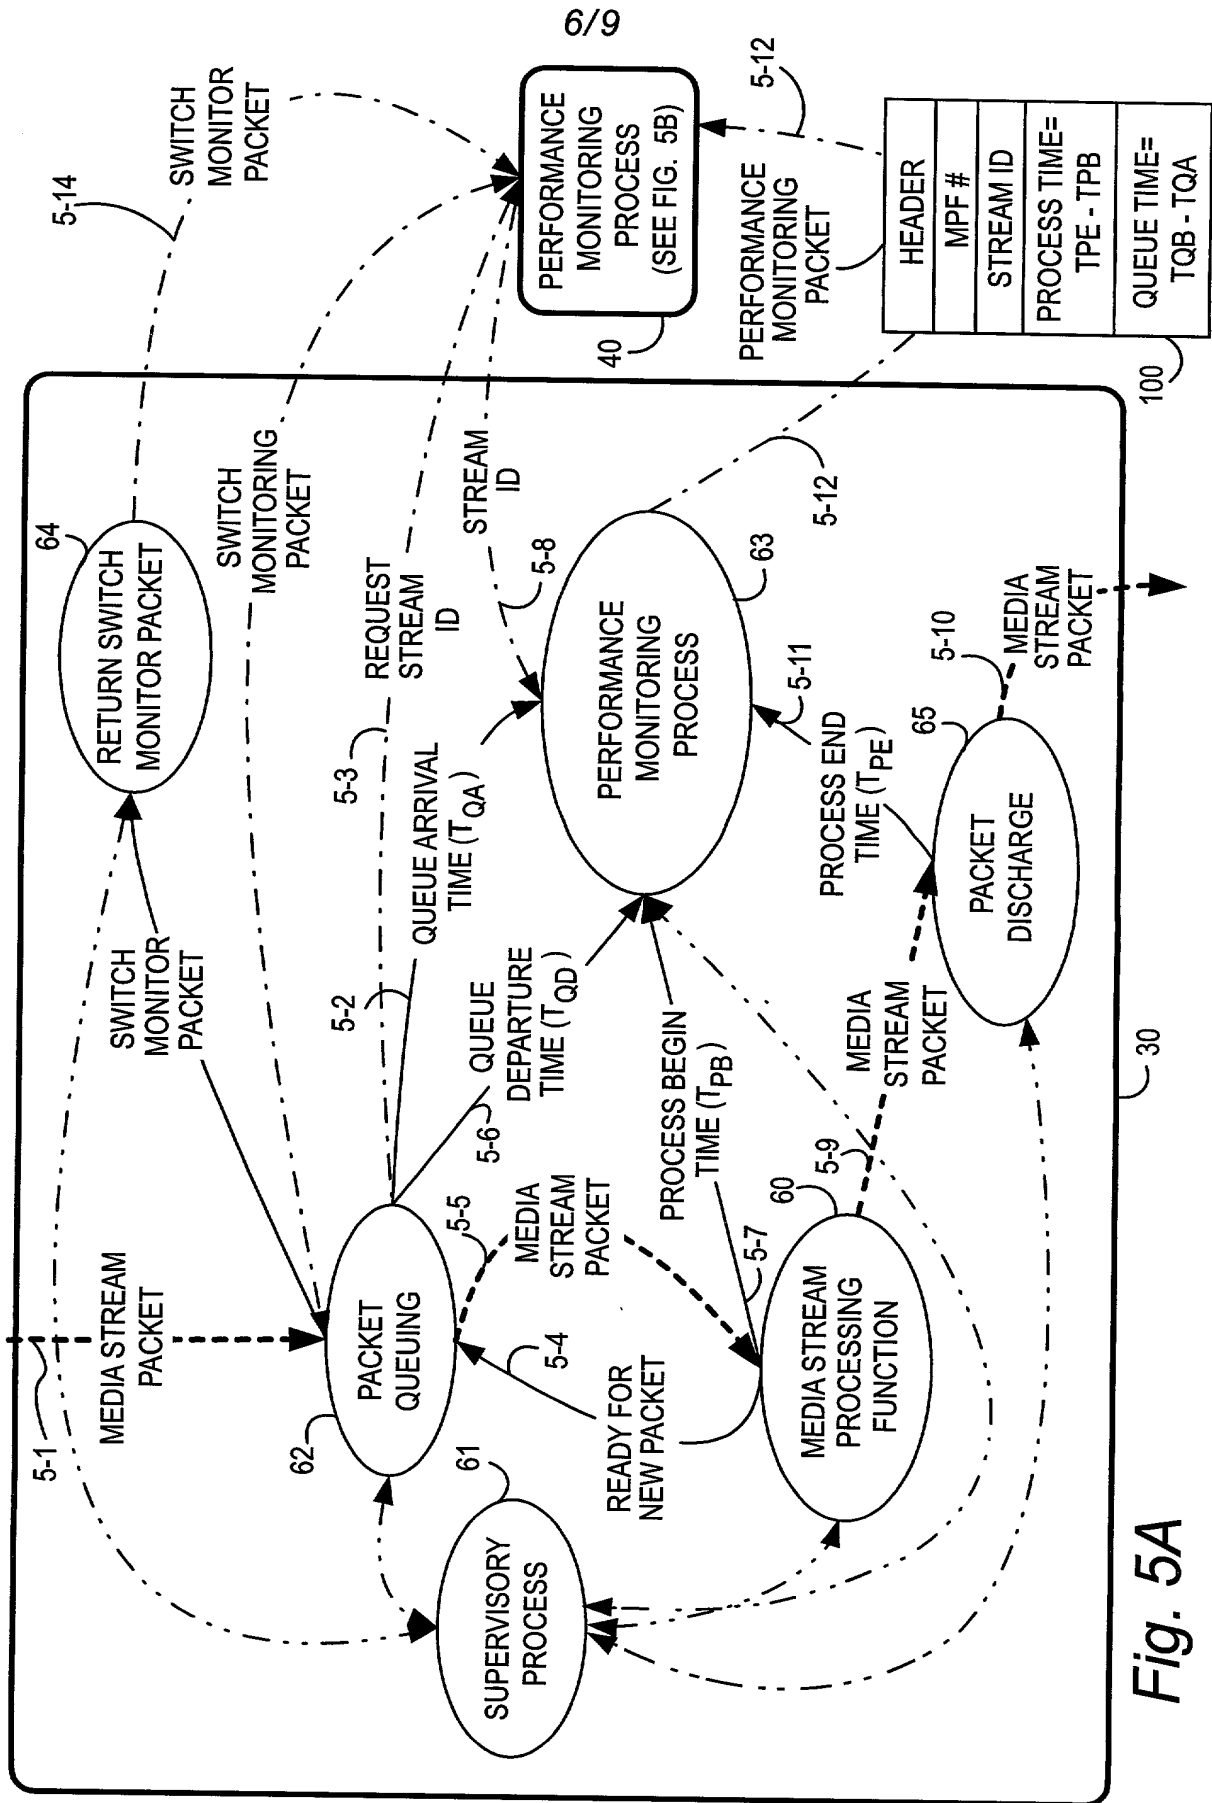 6/9
5-1
MEDIA STREAM
PACKET
SWITCH
MONITOR
PACKET
RETURN SWITCH
MONITOR PACKET
64
5-14
SWITCH
MONITOR
PACKET
SWITCH
MONITORING
PACKET
61
SUPERVISORY
PROCESS
62
PACKET
QUEUING
5-2
QUEUE ARRIVAL
TIME (TQA)
5-3
REQUEST
STREAM
ID
STREAM
ID
5-8
40
PERFORMANCE
MONITORING
PROCESS
(SEE FIG. 5B)
5-6
QUEUE
DEPARTURE
TIME (TQD)
5-4
READY FOR
NEW PACKET
5-5
MEDIA
STREAM
PACKET
PERFORMANCE
MONITORING
PROCESS
63
5-7
PROCESS BEGIN
TIME (TPB)
60
MEDIA STREAM
PROCESSING
FUNCTION
5-9
MEDIA
STREAM
PACKET
PROCESS END
TIME (TPE)
5-11
65
PACKET
DISCHARGE
5-10
MEDIA
STREAM
PACKET
5-12
5-12
PERFORMANCE
MONITORING
PACKET
HEADER
MPF #
STREAM ID
PROCESS TIME=
TPE - TPB
QUEUE TIME=
TQB - TQA
100
30
Fig. 5A